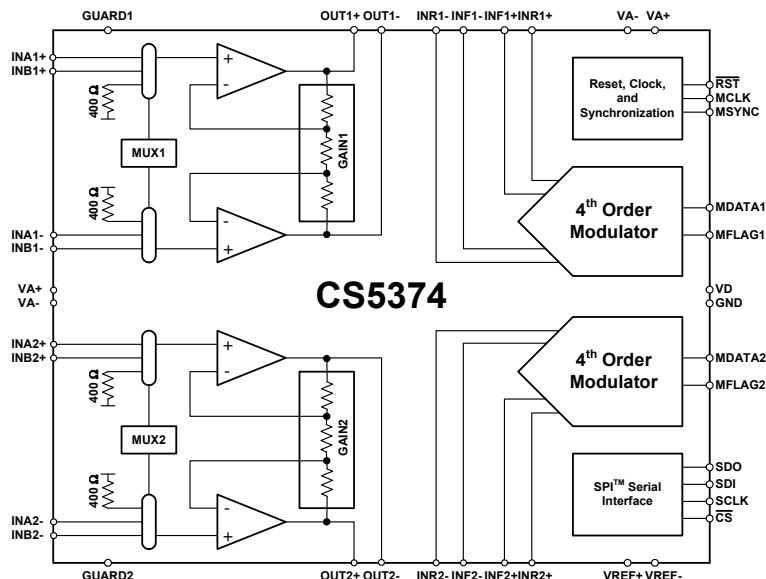 GUARD1 OUT1+ OUT1- INR1- INF1- INF1+ INR1+ VA- VA+
INA1+
INB1+
400 Ω
MUX1
400 Ω
INA1-
INB1-
+
-
-
+
GAIN1
4th Order
Modulator
Reset, Clock,
and
Synchronization
RST
MCLK
MSYNC
MDATA1
MFLAG1
VA+
VA-
CS5374
VD
GND
INA2+
INB2+
400 Ω
MUX2
400 Ω
INA2-
INB2-
+
-
-
+
GAIN2
4th Order
Modulator
MDATA2
MFLAG2
SPI™ Serial
Interface
SDO
SDI
SCLK
CS
GUARD2 OUT2+ OUT2- INR2- INF2- INF2+ INR2+ VREF+ VREF-